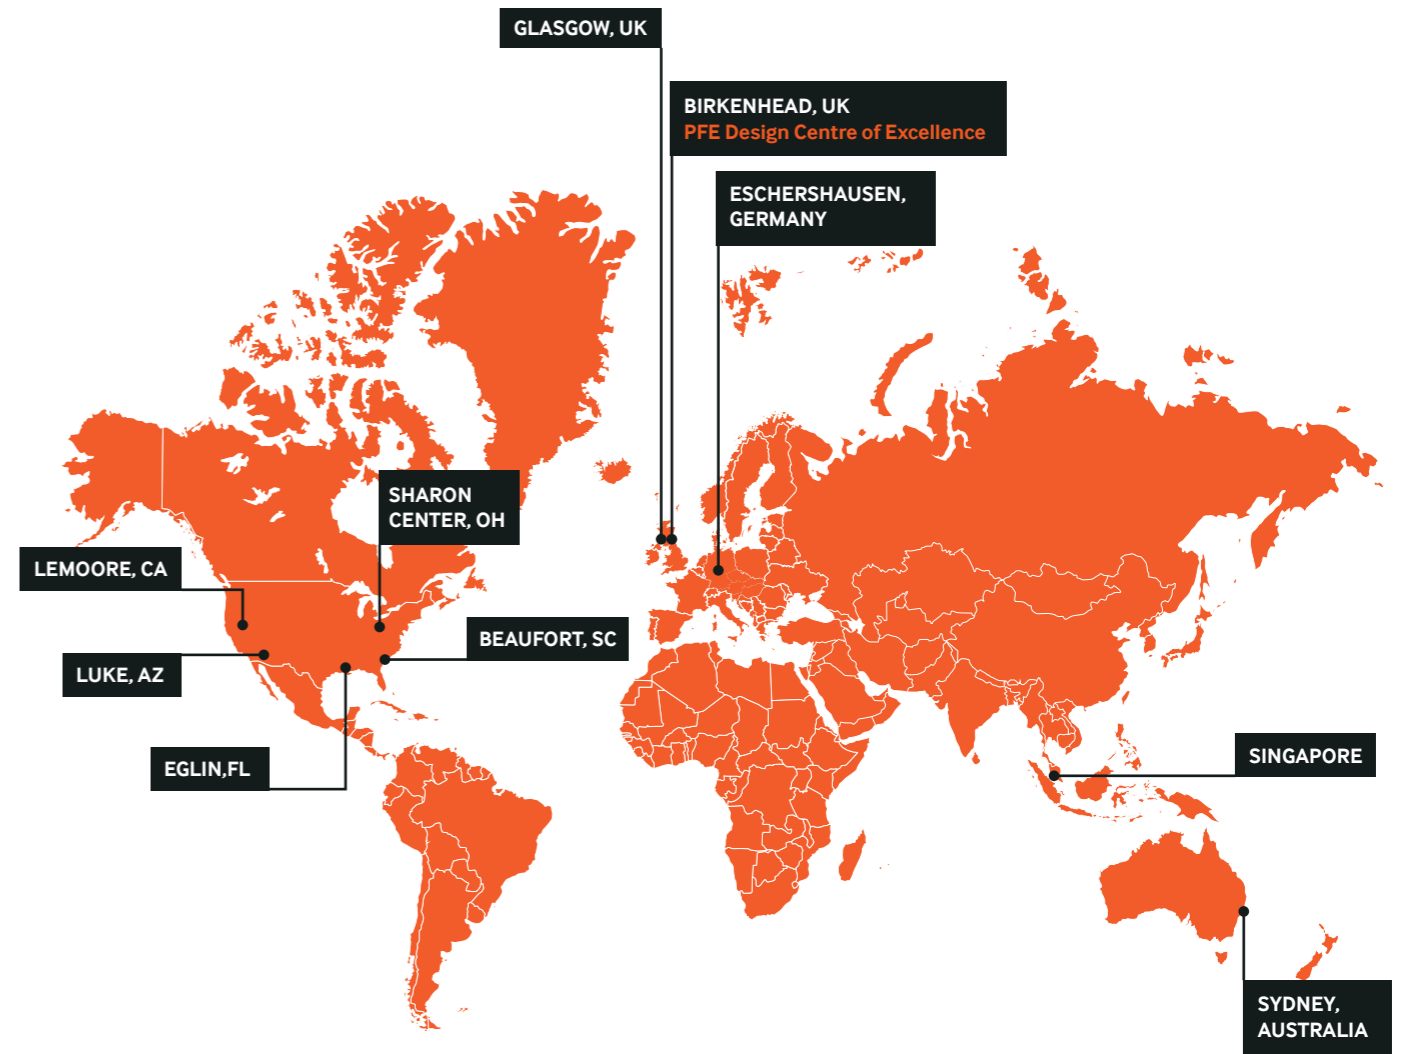 GLASGOW, UK
BIRKENHEAD, UK
PFE Design Centre of Excellence
ESCHERSHAUSEN,
GERMANY
SHARON
CENTER, OH
LEMOORE, CA
BEAUFORT, SC
LUKE, AZ
EGLIN,FL
SINGAPORE
SYDNEY,
AUSTRALIA